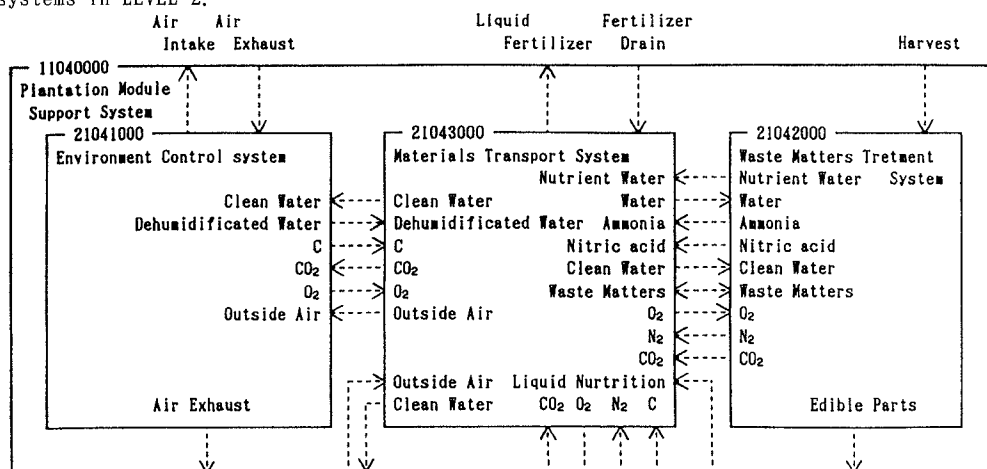 systems in LEVEL 2.
Air Air Liquid Fertilizer
Intake Exhaust Fertilizer Drain Harvest
11040000
Plantation Module
Support System
21041000 21043000 21042000
Environment Control system Materials Transport System Waste Matters Tretment
Nutrient Water Nutrient Water System
Clean Water Clean Water Water Water
Dehumidificated Water Dehumidificated Water Ammonia Ammonia
C C Nitric acid Nitric acid
CO₂ CO₂ Clean Water Clean Water
O₂ O₂ Waste Matters Waste Matters
Outside Air Outside Air O₂ O₂
N₂ N₂
CO₂ CO₂
Outside Air Liquid Nurtrition
Air Exhaust Clean Water CO₂ O₂ N₂ C Edible Parts